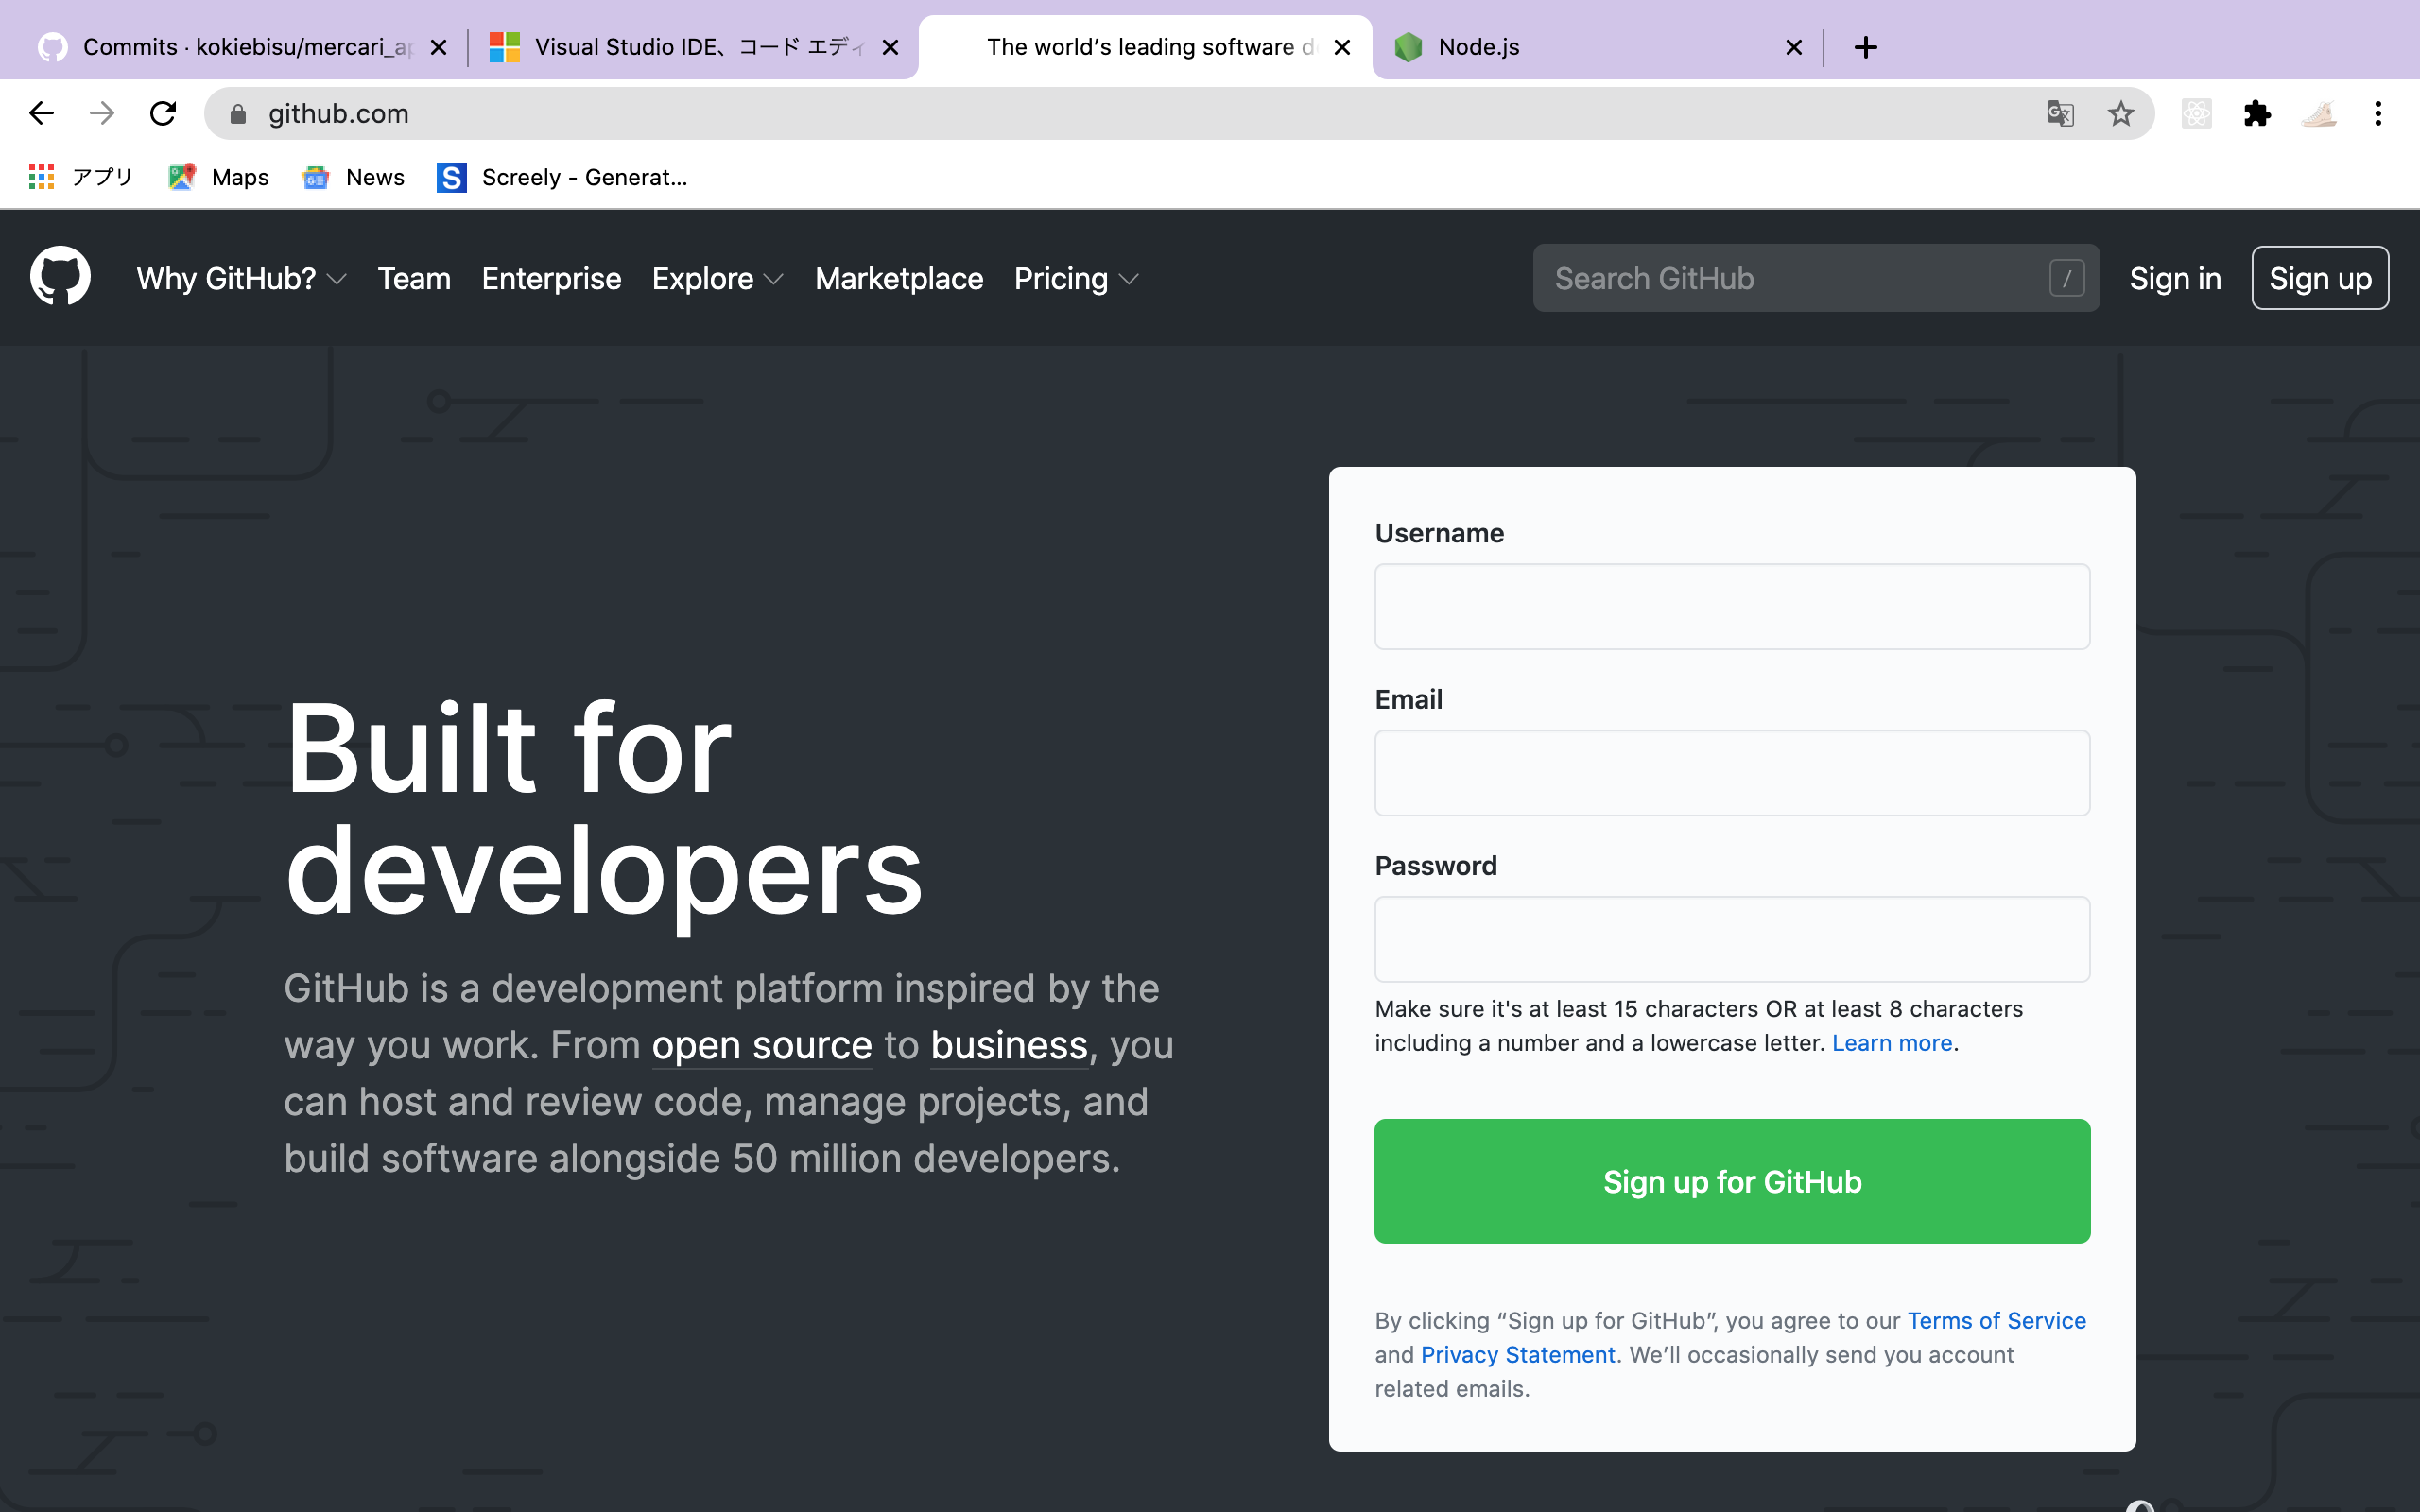 Commits · kokiebisu/mercari_ap
Visual Studio IDE、コード エディ
The world’s leading software d
Node.js
github.com
アプリ
Maps
News
S
Screely - Generat...
Why GitHub?
Team
Enterprise
Explore
Marketplace
Pricing
Search GitHub
/
Sign in
Sign up
Built for
developers
GitHub is a development platform inspired by the
way you work. From open source to business, you
can host and review code, manage projects, and
build software alongside 50 million developers.
Username
Email
Password
Make sure it's at least 15 characters OR at least 8 characters
including a number and a lowercase letter. Learn more.
Sign up for GitHub
By clicking “Sign up for GitHub”, you agree to our Terms of Service
and Privacy Statement. We’ll occasionally send you account
related emails.